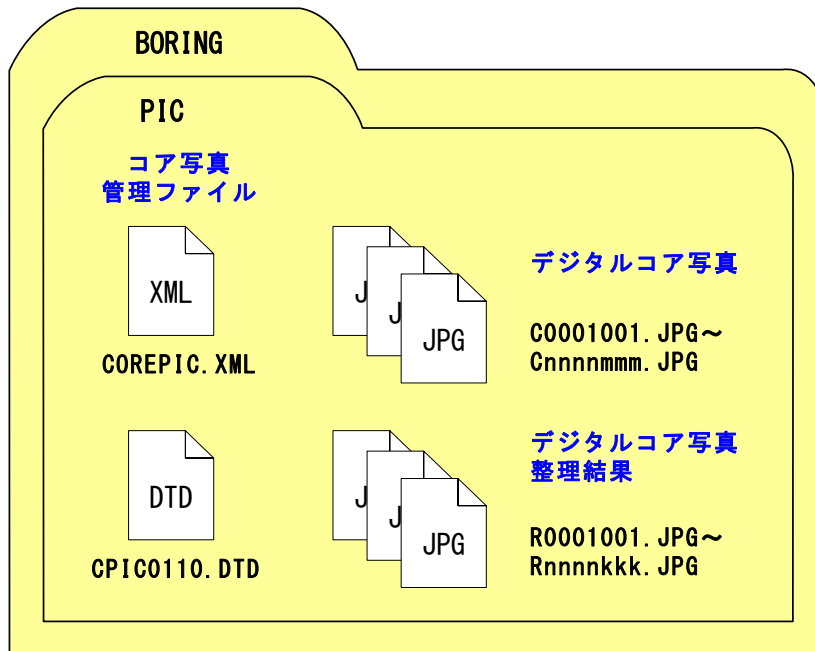 BORING
PIC
コア写真
管理ファイル
XML
COREPIC.XML
J
J
JPG
デジタルコア写真
C0001001.JPG～
Cnnnnmmm.JPG
DTD
CPIC0110.DTD
J
J
JPG
デジタルコア写真
整理結果
R0001001.JPG～
Rnnnnkkk.JPG